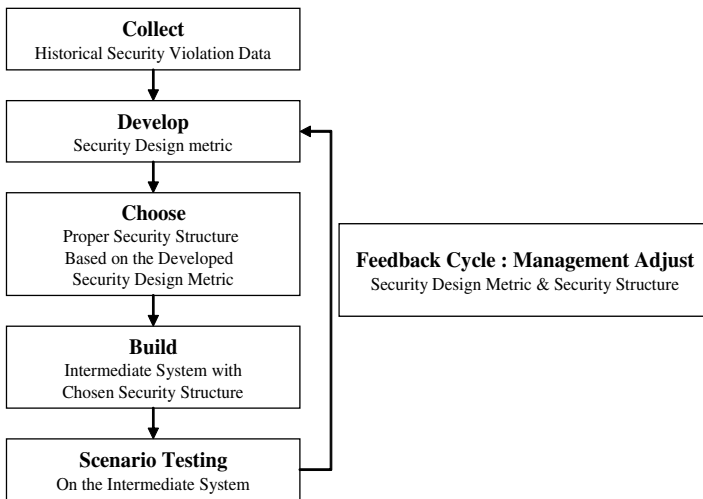 Collect
Historical Security Violation Data
Develop
Security Design metric
Choose
Proper Security Structure
Based on the Developed
Security Design Metric
Feedback Cycle : Management Adjust
Security Design Metric & Security Structure
Build
Intermediate System with
Chosen Security Structure
Scenario Testing
On the Intermediate System